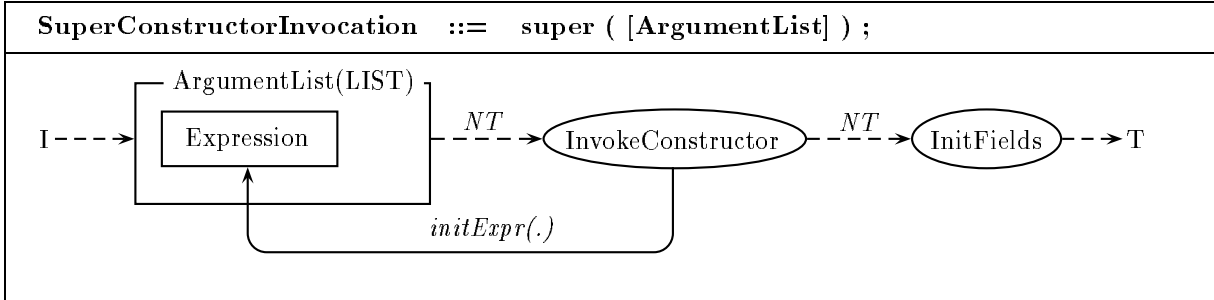 SuperConstructorInvocation ::= super ( [ArgumentList] ) ;
ArgumentList(LIST)
I Expression NT InvokeConstructor NT InitFields T
initExpr(.)